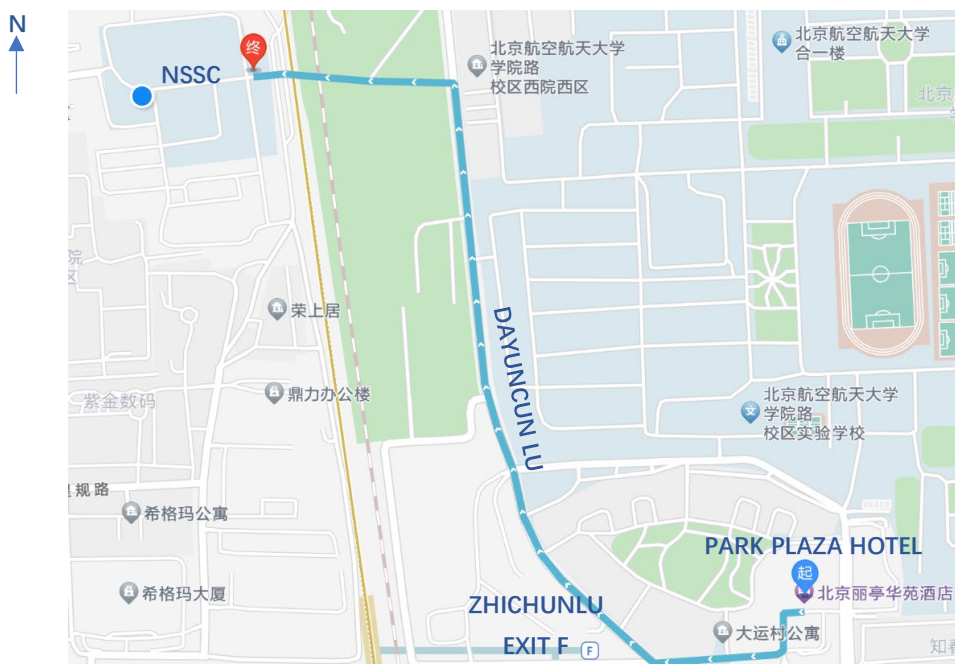 N
终
NSSC
北京航空航天大学
学院路
校区西院西区
北京航空航天大学
合一楼
北京
院
区
荣上居
DAYUNCUN LU
紫金数码
鼎力办公楼
北京航空航天大学
学院路
校区实验学校
规路
希格玛公寓
PARK PLAZA HOTEL
起
希格玛大厦
北京丽亭华苑酒店
ZHICHUNLU
EXIT F
F
大运村公寓
知春